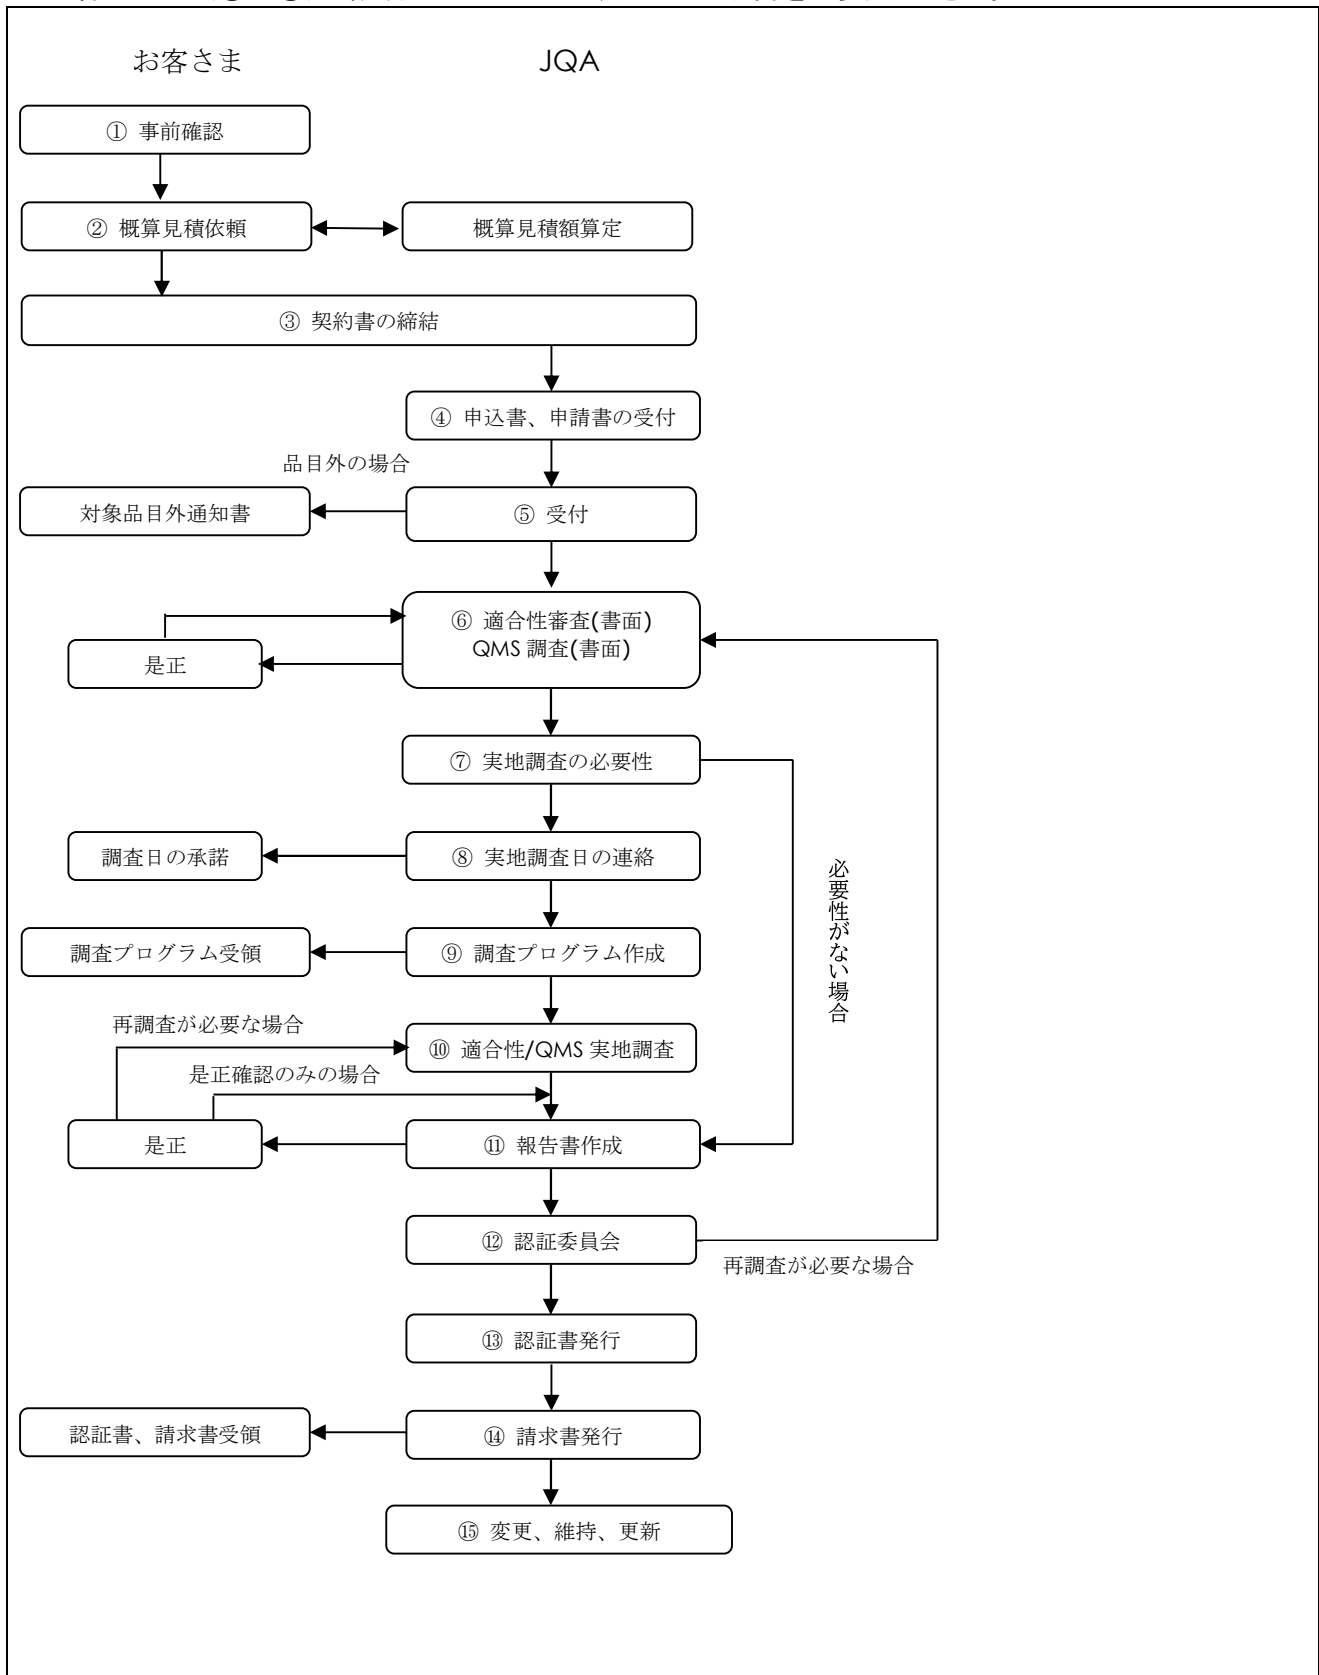 お客さま
JQA
① 事前確認
② 概算見積依頼
概算見積額算定
③ 契約書の締結
④ 申込書、申請書の受付
品目外の場合
対象品目外通知書
⑤ 受付
⑥ 適合性審査(書面)
QMS 調査(書面)
是正
⑦ 実地調査の必要性
調査日の承諾
⑧ 実地調査日の連絡
必要性がない場合
調査プログラム受領
⑨ 調査プログラム作成
再調査が必要な場合
⑩ 適合性/QMS 実地調査
是正確認のみの場合
是正
⑪ 報告書作成
⑫ 認証委員会
再調査が必要な場合
⑬ 認証書発行
認証書、請求書受領
⑭ 請求書発行
⑮ 変更、維持、更新